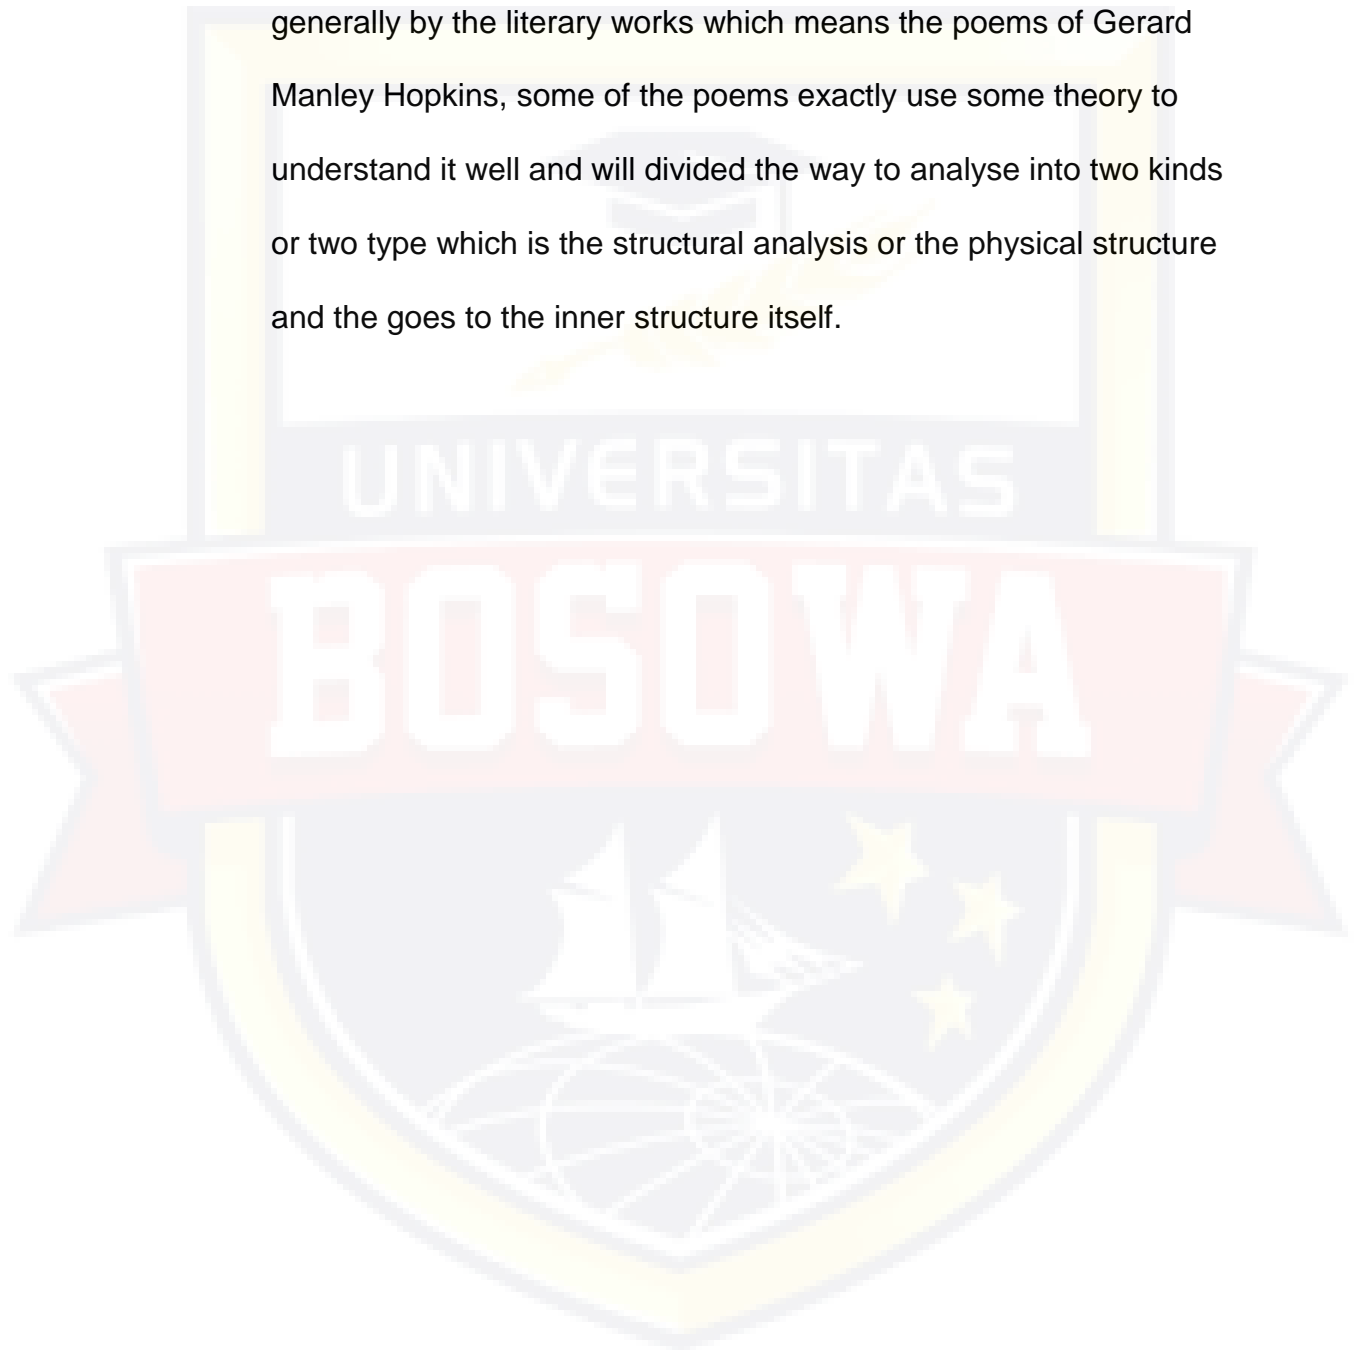 generally by the literary works which means the poems of Gerard
Manley Hopkins, some of the poems exactly use some theory to
understand it well and will divided the way to analyse into two kinds
or two type which is the structural analysis or the physical structure
and the goes to the inner structure itself.
UNIVERSITAS
BOSOWA